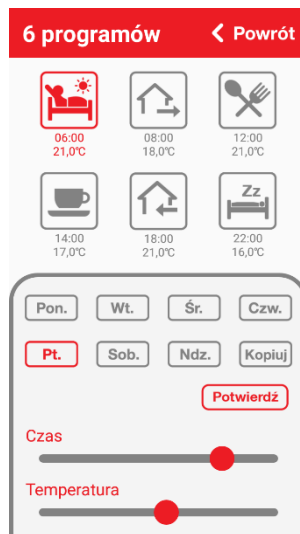 6 programów Powrót
06:00 08:00 12:00
21,0℃ 18,0℃ 21,0℃
Zz
14:00 18:00 22:00
17,0℃ 21,0℃ 16,0℃
Pon. Wt. Śr. Czw.
Pt. Sob. Ndz. Kopiuj
Potwierdź
Czas
Temperatura